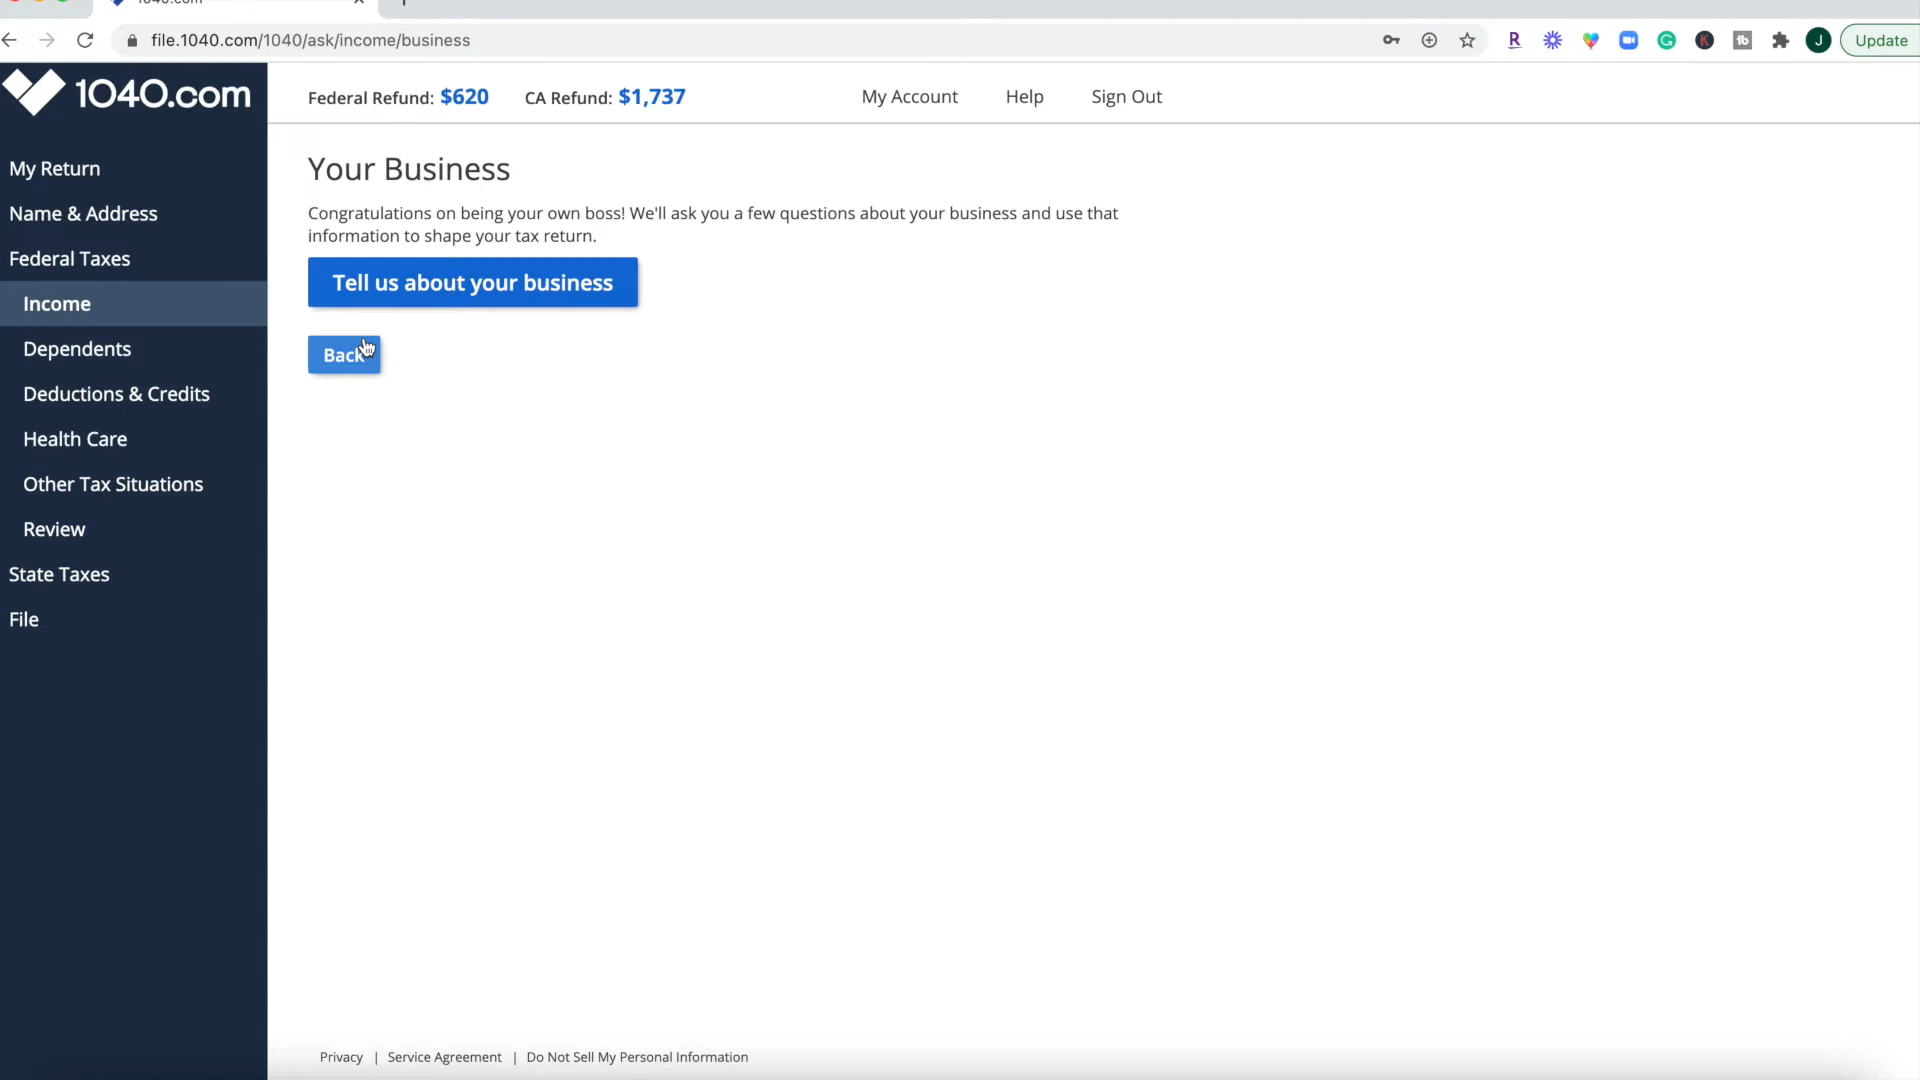 1040.com
file.1040.com/1040/ask/income/business
Update
J
1040.com
Federal Refund: $620 CA Refund: $1,737
My Account Help Sign Out
My Return
Name & Address
Federal Taxes
Income
Dependents
Deductions & Credits
Health Care
Other Tax Situations
Review
State Taxes
File
Your Business
Congratulations on being your own boss! We'll ask you a few questions about your business and use that
information to shape your tax return.
Tell us about your business
Back
Privacy | Service Agreement | Do Not Sell My Personal Information